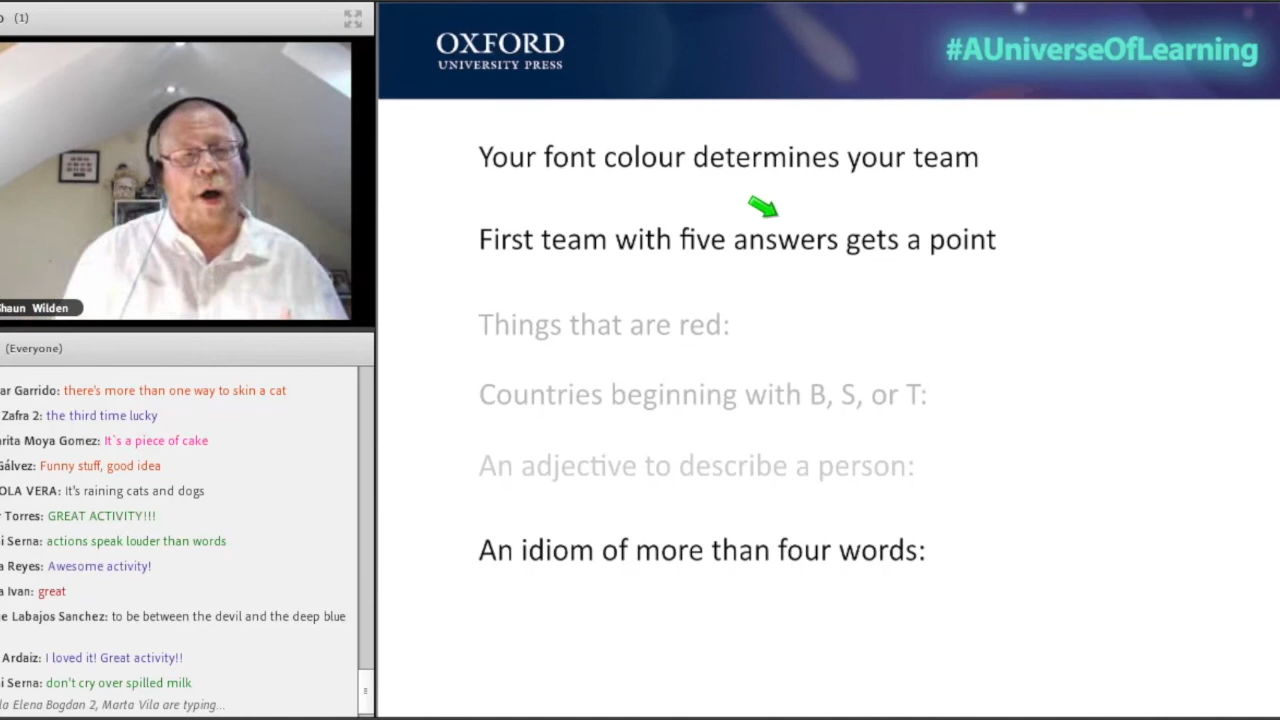 o (1)
Shaun Wilden
(Everyone)
ar Garrido: there's more than one way to skin a cat
Zafra 2: the third time lucky
rita Moya Gomez: It`s a piece of cake
Gálvez: Funny stuff, good idea
OLA VERA: It's raining cats and dogs
r Torres: GREAT ACTIVITY!!!
i Serna: actions speak louder than words
a Reyes: Awesome activity!
a Ivan: great
e Labajos Sanchez: to be between the devil and the deep blue
Ardaiz: I loved it! Great activity!!
i Serna: don't cry over spilled milk
la Elena Bogdan 2, Marta Vila are typing...
OXFORD
UNIVERSITY PRESS
#AUniverseOfLearning
Your font colour determines your team
First team with five answers gets a point
Things that are red:
Countries beginning with B, S, or T:
An adjective to describe a person:
An idiom of more than four words: